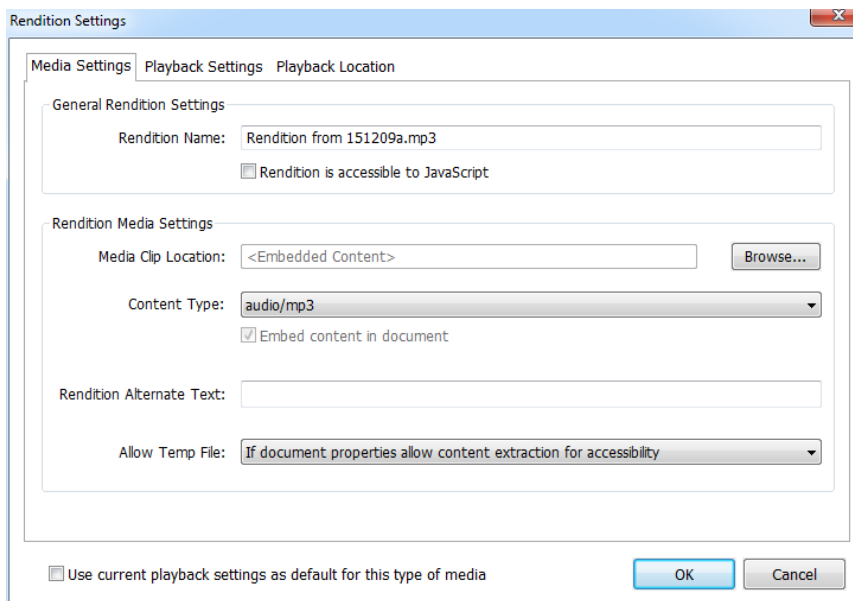 Rendition Settings
Media Settings Playback Settings Playback Location
General Rendition Settings
Rendition Name: Rendition from 151209a.mp3
Rendition is accessible to JavaScript
Rendition Media Settings
Media Clip Location: <Embedded Content> Browse...
Content Type: audio/mp3
Embed content in document
Rendition Alternate Text:
Allow Temp File: If document properties allow content extraction for accessibility
Use current playback settings as default for this type of media OK Cancel